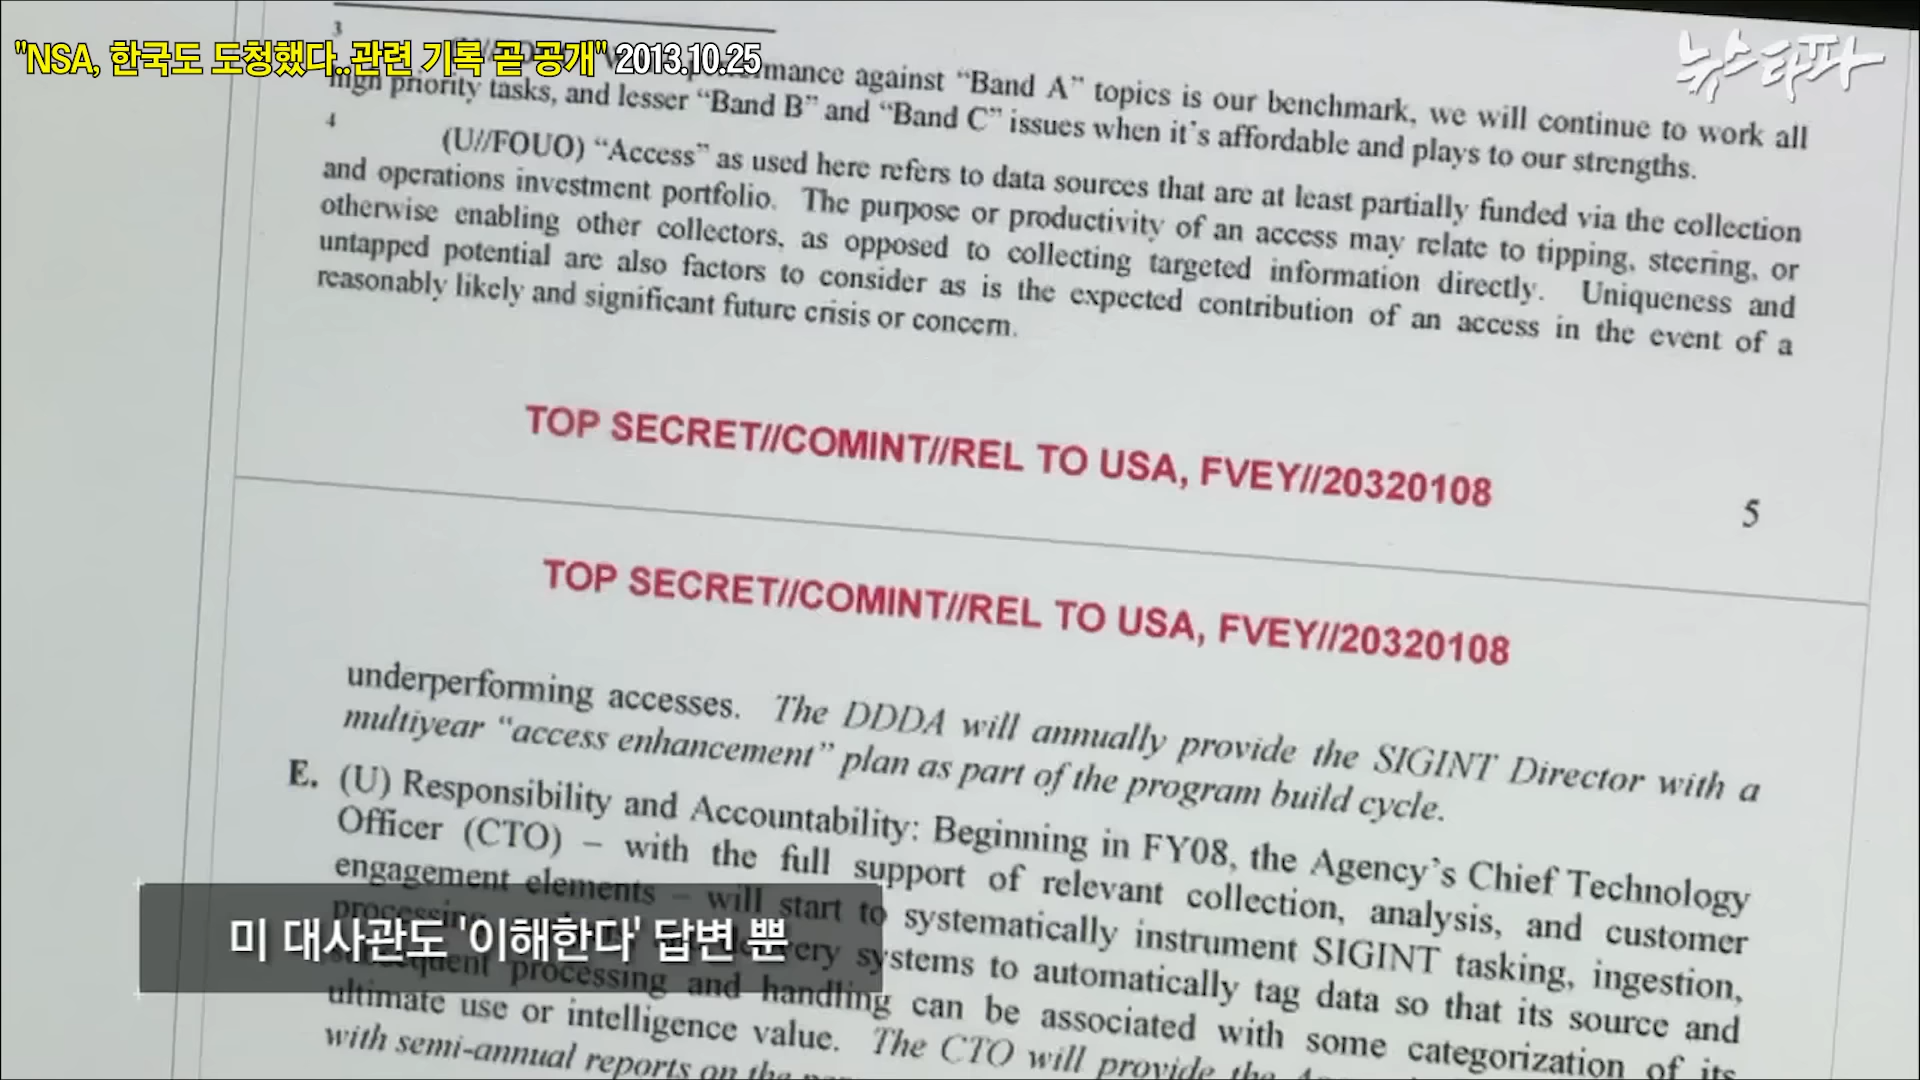 "NSA, 한국도 도청했다..관련 기록 곧 공개" 2013.10.25
뉴스타파
3
performance against “Band A” topics is our benchmark, we will continue to work all
high priority tasks, and lesser “Band B” and “Band C” issues when it’s affordable and plays to our strengths.
4
(U//FOUO) “Access” as used here refers to data sources that are at least partially funded via the collection
and operations investment portfolio. The purpose or productivity of an access may relate to tipping, steering, or
otherwise enabling other collectors, as opposed to collecting targeted information directly. Uniqueness and
untapped potential are also factors to consider as is the expected contribution of an access in the event of a
reasonably likely and significant future crisis or concern.
TOP SECRET//COMINT//REL TO USA, FVEY//20320108
5
TOP SECRET//COMINT//REL TO USA, FVEY//20320108
underperforming accesses. The DDDA will annually provide the SIGINT Director with a
multiyear “access enhancement” plan as part of the program build cycle.
E. (U) Responsibility and Accountability: Beginning in FY08, the Agency’s Chief Technology
Officer (CTO) – with the full support of relevant collection, analysis, and customer
engagement elements – will start to systematically instrument SIGINT tasking, ingestion,
systems to automatically tag data so that its source and
subsequent processing and handling can be associated with some categorization of its
ultimate use or intelligence value. The CTO will provide the
with semi-annual reports on the
미 대사관도 '이해한다' 답변 뿐